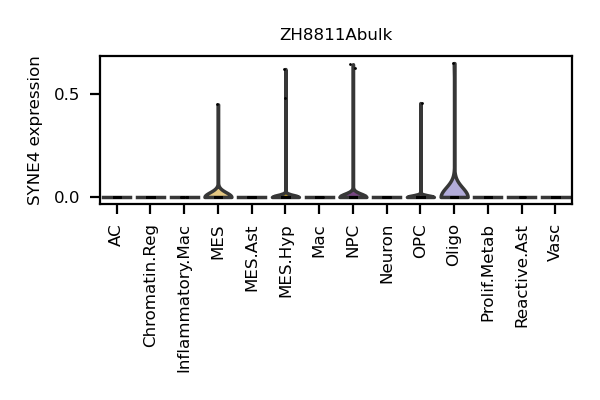 ZH8811Abulk
SYNE4 expression
0.5
0.0
AC
Chromatin.Reg
Inflammatory.Mac
MES
MES.Ast
MES.Hyp
Mac
NPC
Neuron
OPC
Oligo
Prolif.Metab
Reactive.Ast
Vasc